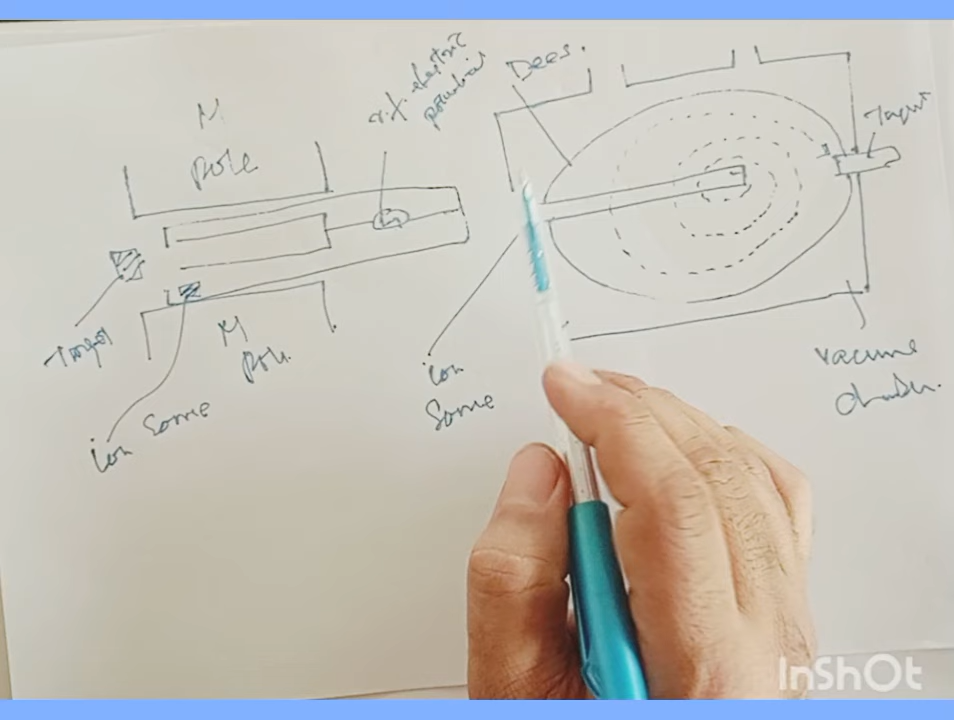 M
pole
r.f. electric
potential
Dees.
Target
Target
M
pole.
ion source
ion
source
vacuum
chamber.
InShOt